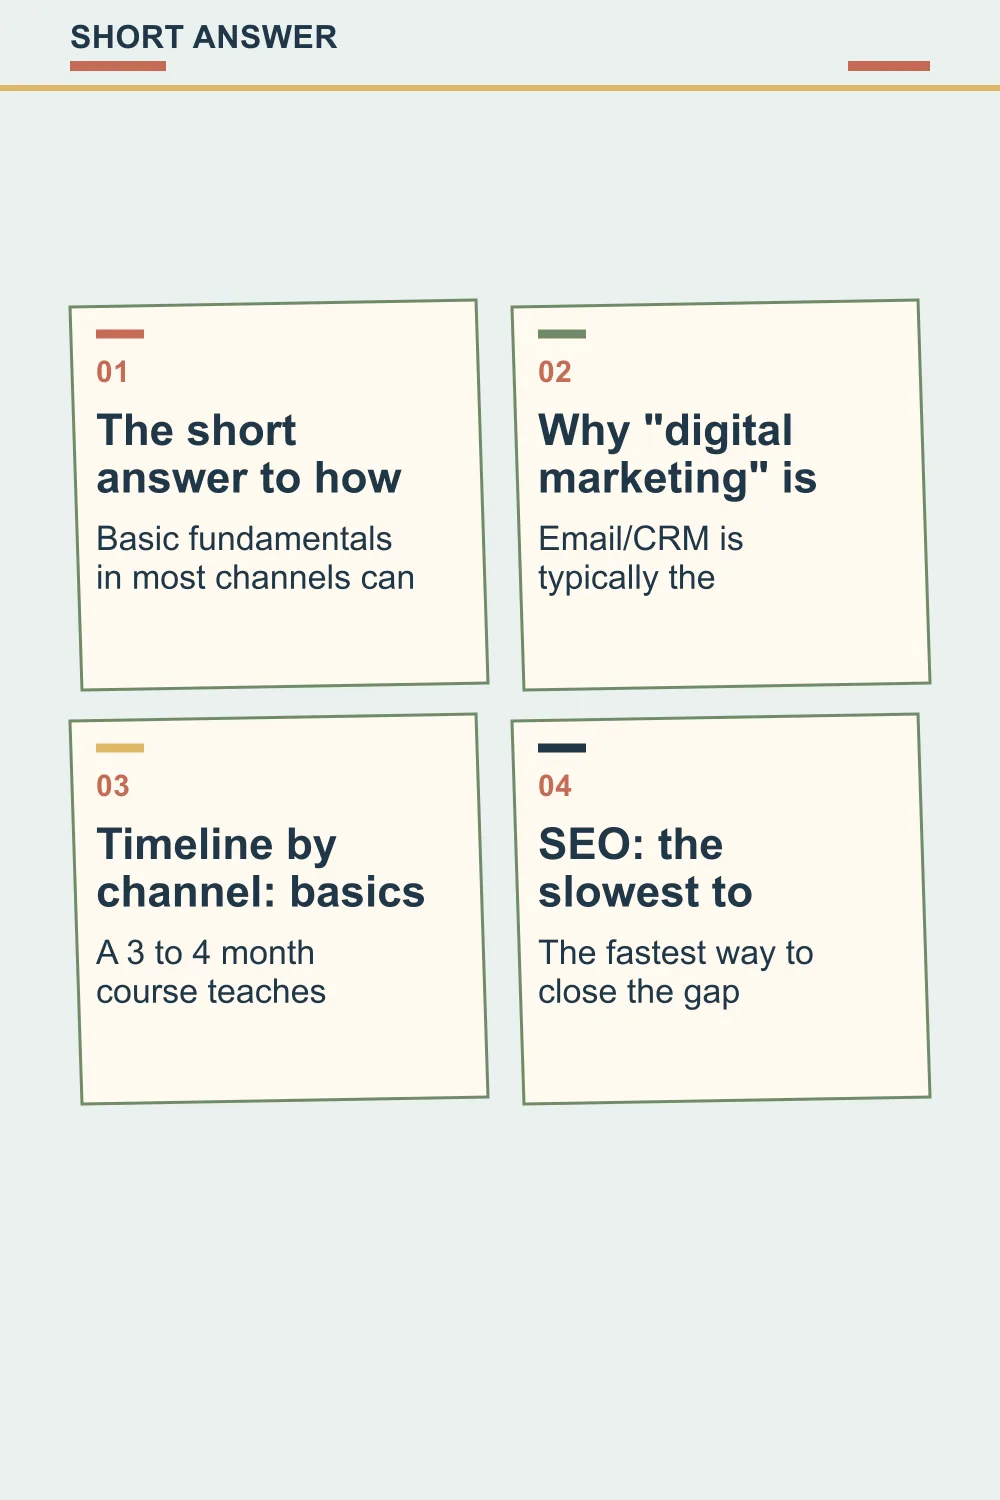 SHORT ANSWER
01
The short
answer to how
Basic fundamentals
in most channels can
02
Why "digital
marketing" is
Email/CRM is
typically the
03
Timeline by
channel: basics
A 3 to 4 month
course teaches
04
SEO: the
slowest to
The fastest way to
close the gap